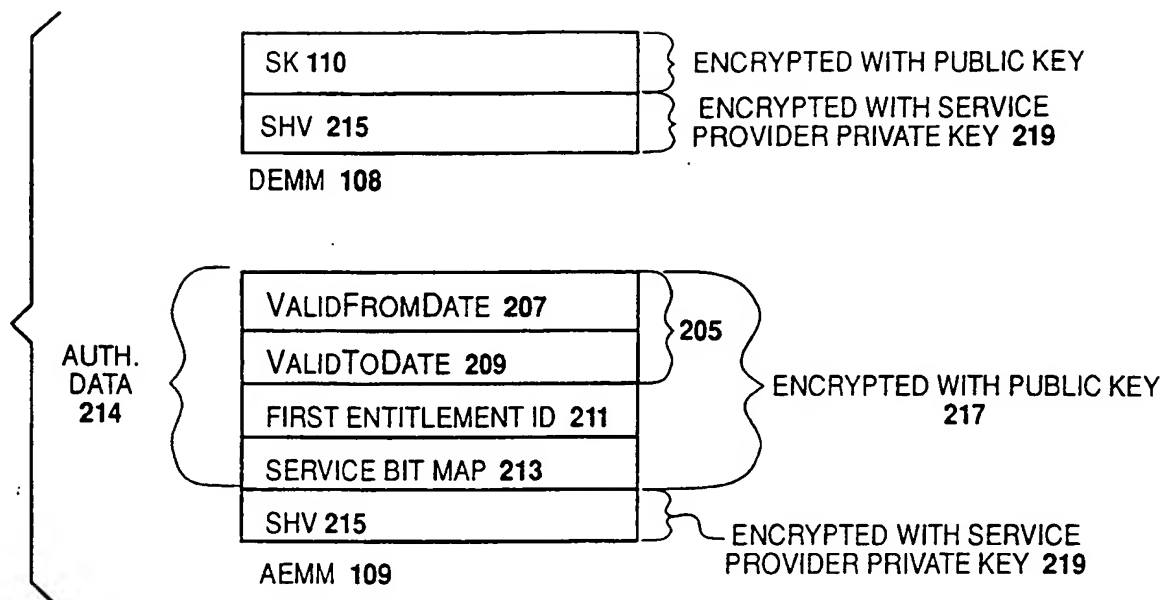 SK 110
ENCRYPTED WITH PUBLIC KEY
SHV 215
ENCRYPTED WITH SERVICE
PROVIDER PRIVATE KEY 219
DEMM 108
AUTH.
DATA
214
VALIDFROMDATE 207
VALIDTODATE 209
205
FIRST ENTITLEMENT ID 211
SERVICE BIT MAP 213
ENCRYPTED WITH PUBLIC KEY
217
SHV 215
ENCRYPTED WITH SERVICE
PROVIDER PRIVATE KEY 219
AEMM 109